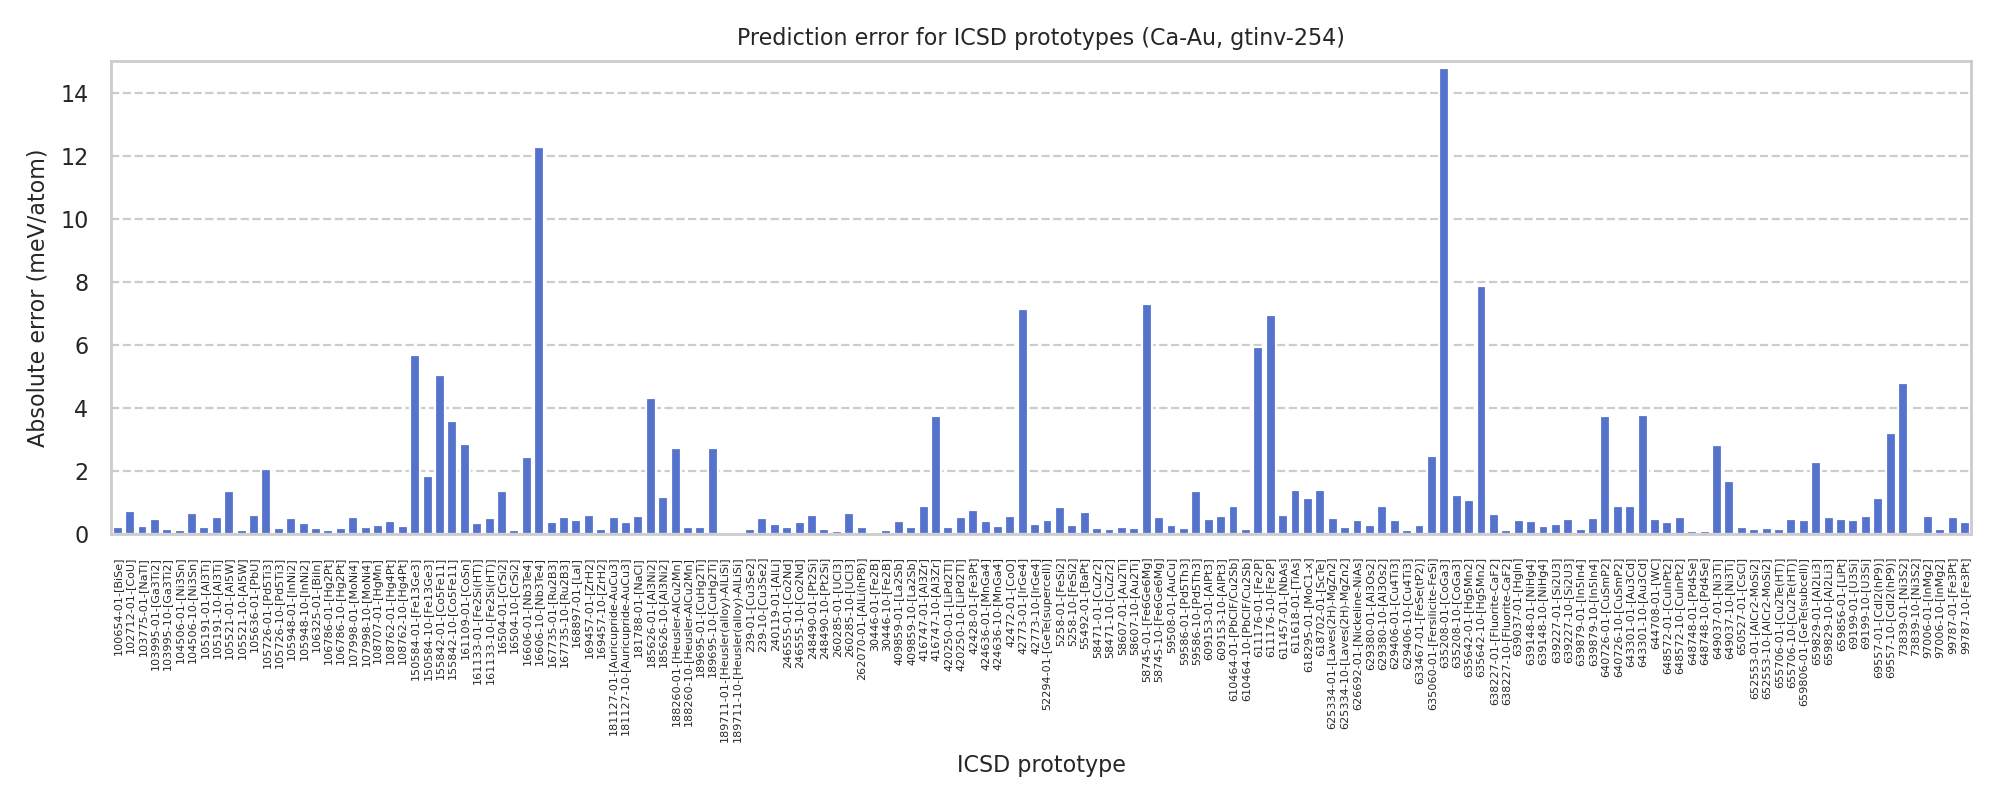 Prediction error for ICSD prototypes (Ca-Au, gtinv-254)
Absolute error (meV/atom)
14
12
10
8
6
4
2
0
100654-01-[BiSe]
102712-01-[CoU]
103775-01-[NaTl]
103995-01-[Ga3Ti2]
103995-10-[Ga3Ti2]
104506-01-[Ni3Sn]
104506-10-[Ni3Sn]
105191-01-[Al3Ti]
105191-10-[Al3Ti]
105521-01-[Al5W]
105521-10-[Al5W]
105636-01-[PbU]
105726-01-[Pd5Ti3]
105726-10-[Pd5Ti3]
105948-01-[InNi2]
105948-10-[InNi2]
106325-01-[BiIn]
106786-01-[Hg2Pt]
106786-10-[Hg2Pt]
107998-01-[MoNi4]
107998-10-[MoNi4]
108707-01-[HgMn]
108762-01-[Hg4Pt]
108762-10-[Hg4Pt]
150584-01-[Fe13Ge3]
150584-10-[Fe13Ge3]
155842-01-[Co5Fe11]
155842-10-[Co5Fe11]
161109-01-[CoSn]
161133-01-[Fe2Si(HT)]
161133-10-[Fe2Si(HT)]
16504-01-[CrSi2]
16504-10-[CrSi2]
16606-01-[Nb3Te4]
16606-10-[Nb3Te4]
167735-01-[Ru2B3]
167735-10-[Ru2B3]
168897-01-[LaI]
169457-01-[ZrH2]
169457-10-[ZrH2]
181127-01-[Auricupride-AuCu3]
181127-10-[Auricupride-AuCu3]
181788-01-[NaCl]
185626-01-[Al3Ni2]
185626-10-[Al3Ni2]
188260-01-[Heusler-AlCu2Mn]
188260-10-[Heusler-AlCu2Mn]
189695-01-[CuHg2Ti]
189695-10-[CuHg2Ti]
189711-01-[Heusler(alloy)-AlLiSi]
189711-10-[Heusler(alloy)-AlLiSi]
239-01-[Cu3Se2]
239-10-[Cu3Se2]
240119-01-[AlLi]
246555-01-[Co2Nd]
246555-10-[Co2Nd]
248490-01-[Pt2Si]
248490-10-[Pt2Si]
260285-01-[UCl3]
260285-10-[UCl3]
262070-01-[AlLi(hP8)]
30446-01-[Fe2B]
30446-10-[Fe2B]
409859-01-[La2Sb]
409859-10-[La2Sb]
416747-01-[Al3Zr]
416747-10-[Al3Zr]
420250-01-[LiPd2Tl]
420250-10-[LiPd2Tl]
42428-01-[Fe3Pt]
424636-01-[MnGa4]
424636-10-[MnGa4]
42472-01-[CoO]
42773-01-[IrGe4]
42773-10-[IrGe4]
52294-01-[GeTe(supercell)]
5258-01-[FeSi2]
5258-10-[FeSi2]
55492-01-[BaPt]
58471-01-[CuZr2]
58471-10-[CuZr2]
58607-01-[Au2Ti]
58607-10-[Au2Ti]
58745-01-[Fe6Ge6Mg]
58745-10-[Fe6Ge6Mg]
59508-01-[AuCu]
59586-01-[Pd5Th3]
59586-10-[Pd5Th3]
609153-01-[AlPt3]
609153-10-[AlPt3]
610464-01-[PbClF/Cu2Sb]
610464-10-[PbClF/Cu2Sb]
611176-01-[Fe2P]
611176-10-[Fe2P]
611457-01-[NbAs]
611618-01-[TiAs]
618295-01-[MoC1-x]
618702-01-[ScTe]
625334-01-[Laves(2H)-MgZn2]
625334-10-[Laves(2H)-MgZn2]
626692-01-[Nickeline-NiAs]
629380-01-[Al3Os2]
629380-10-[Al3Os2]
629406-01-[Cu4Ti3]
629406-10-[Cu4Ti3]
633467-01-[FeSe(tP2)]
635060-01-[Fersilicite-FeSi]
635208-01-[CoGa3]
635208-10-[CoGa3]
635642-01-[Hg5Mn2]
635642-10-[Hg5Mn2]
638227-01-[Fluorite-CaF2]
638227-10-[Fluorite-CaF2]
639037-01-[HgIn]
639148-01-[NiHg4]
639148-10-[NiHg4]
639227-01-[Si2U3]
639227-10-[Si2U3]
639879-01-[In5In4]
639879-10-[In5In4]
640726-01-[CuSmP2]
640726-10-[CuSmP2]
643301-01-[Au3Cd]
643301-10-[Au3Cd]
644708-01-[WC]
648572-01-[CuInPt2]
648572-10-[CuInPt2]
648748-01-[Pd4Se]
648748-10-[Pd4Se]
649037-01-[Ni3Ti]
649037-10-[Ni3Ti]
650527-01-[CsCl]
652553-01-[AlCr2-MoSi2]
652553-10-[AlCr2-MoSi2]
655706-01-[Cu2Te(HT)]
655706-10-[Cu2Te(HT)]
659806-01-[GeTe(subcell)]
659829-01-[Al2Li3]
659829-10-[Al2Li3]
659856-01-[LiPt]
69199-01-[U3Si]
69199-10-[U3Si]
69557-01-[CdI2(hP9)]
69557-10-[CdI2(hP9)]
73839-01-[Ni3S2]
73839-10-[Ni3S2]
97006-01-[InMg2]
97006-10-[InMg2]
99787-01-[Fe3Pt]
99787-10-[Fe3Pt]
ICSD prototype